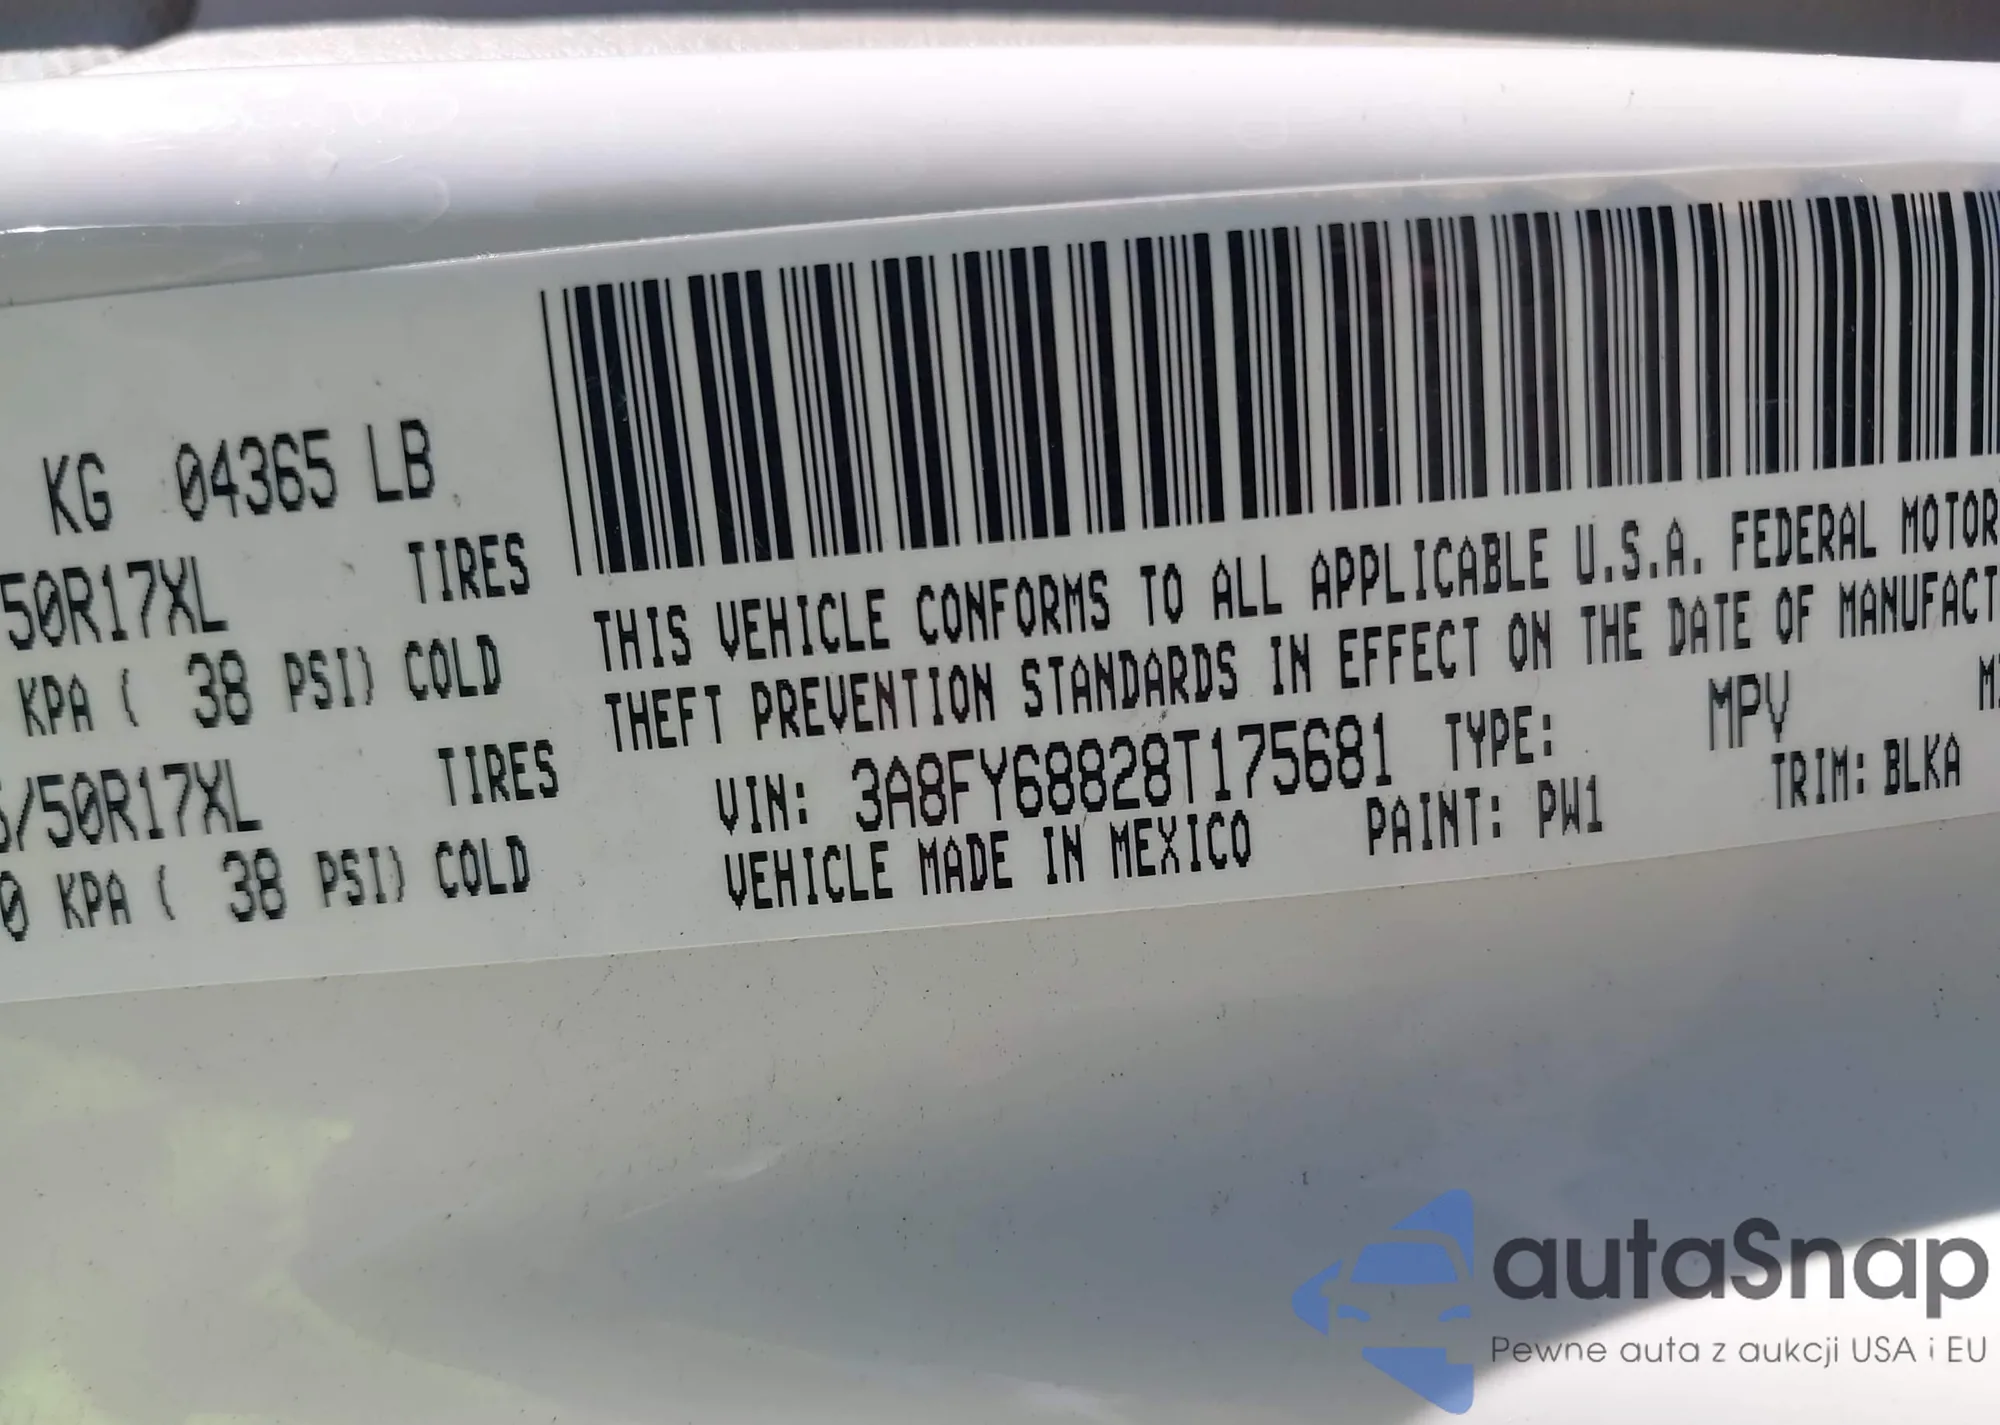 KG 04365 LB
50R17XL TIRES
KPA ( 38 PSI) COLD
/50R17XL TIRES
0 KPA ( 38 PSI) COLD
THIS VEHICLE CONFORMS TO ALL APPLICABLE U.S.A. FEDERAL MOTOR
THEFT PREVENTION STANDARDS IN EFFECT ON THE DATE OF MANUFACT
VIN: 3A8FY68828T175681 TYPE: MPV
VEHICLE MADE IN MEXICO PAINT: PW1 TRIM: BLKA
autaSnap
Pewne auta z aukcji USA i EU